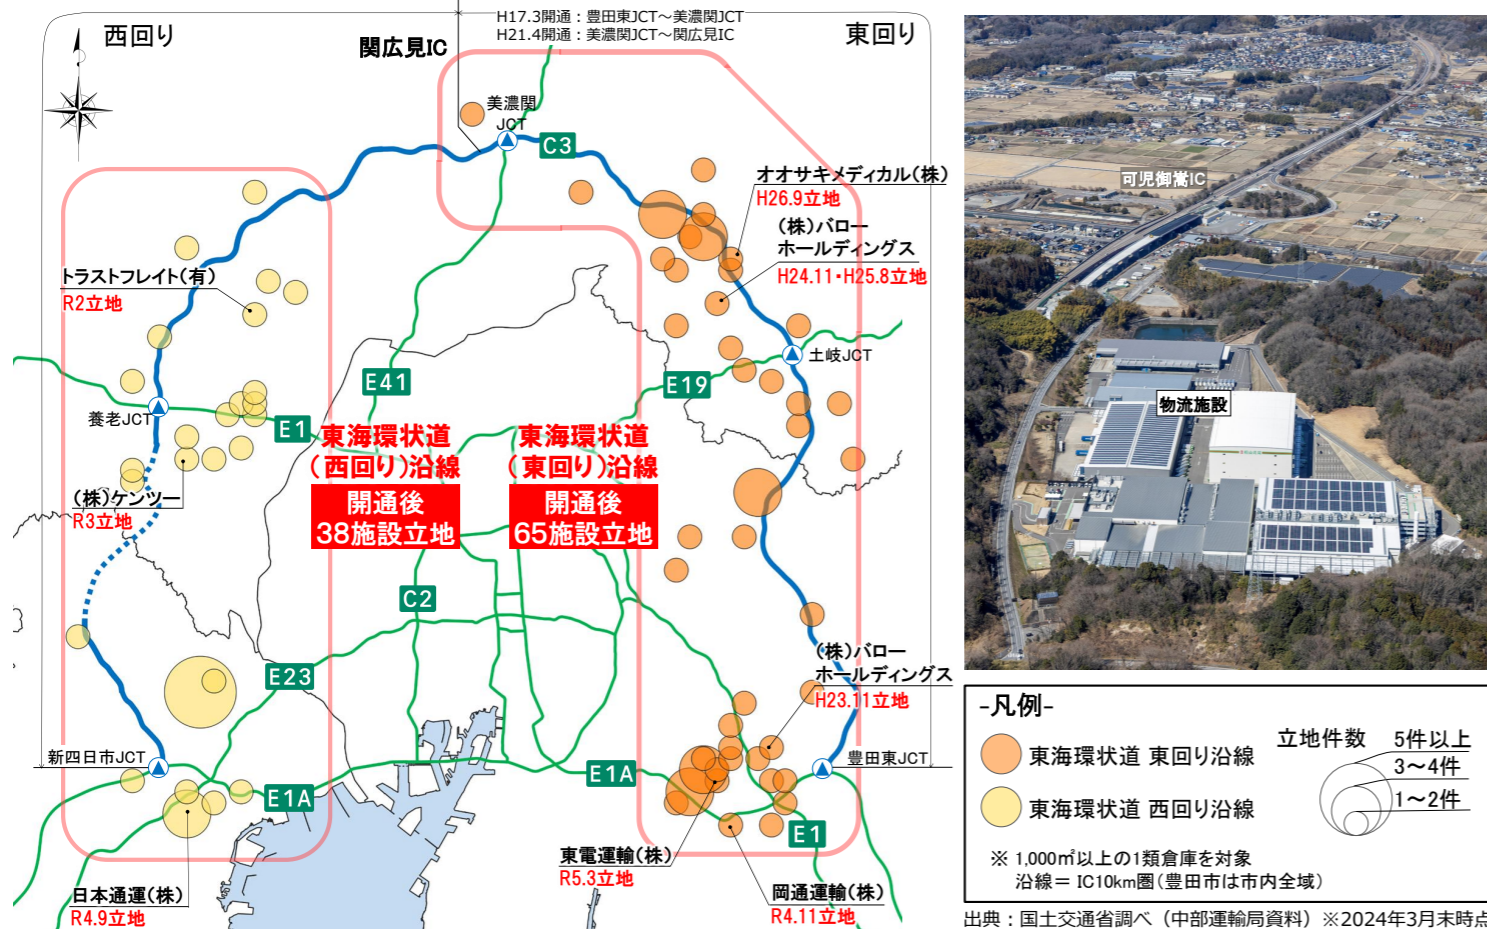 西回り
関広見IC
H17.3開通：豊田東JCT～美濃関JCT
H21.4開通：美濃関JCT～関広見IC
東回り
美濃関
JCT
C3
オオサキメディカル(株)
H26.9立地
(株)バロー
ホールディングス
H24.11・H25.8立地
トラストフレイト(有)
R2立地
土岐JCT
E41
E19
養老JCT
E1
東海環状道
(西回り)沿線
開通後
38施設立地
東海環状道
(東回り)沿線
開通後
65施設立地
(株)ケンツー
R3立地
C2
E23
(株)バロー
ホールディングス
H23.11立地
新四日市JCT
豊田東JCT
E1A
E1A
E1
東電運輸(株)
R5.3立地
日本通運(株)
R4.9立地
岡通運輸(株)
R4.11立地
可児御嵩IC
物流施設
-凡例-
東海環状道 東回り沿線
東海環状道 西回り沿線
立地件数
5件以上
3～4件
1～2件
※ 1,000㎡以上の1類倉庫を対象
沿線＝ IC10km圏(豊田市は市内全域)
出典：国土交通省調べ（中部運輸局資料）※2024年3月末時点